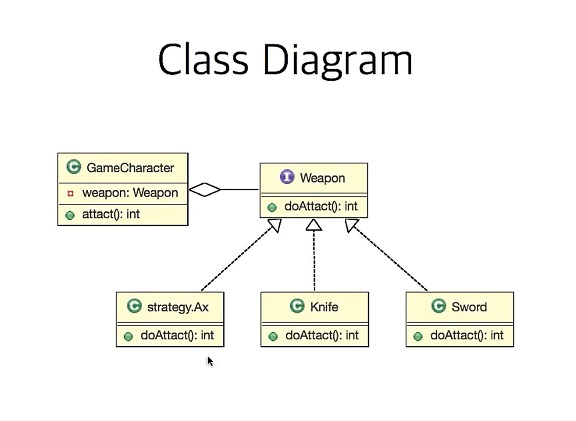 Class Diagram
C GameCharacter
weapon: Weapon
attact(): int
I Weapon
doAttact(): int
C strategy.Ax
doAttact(): int
C Knife
doAttact(): int
C Sword
doAttact(): int